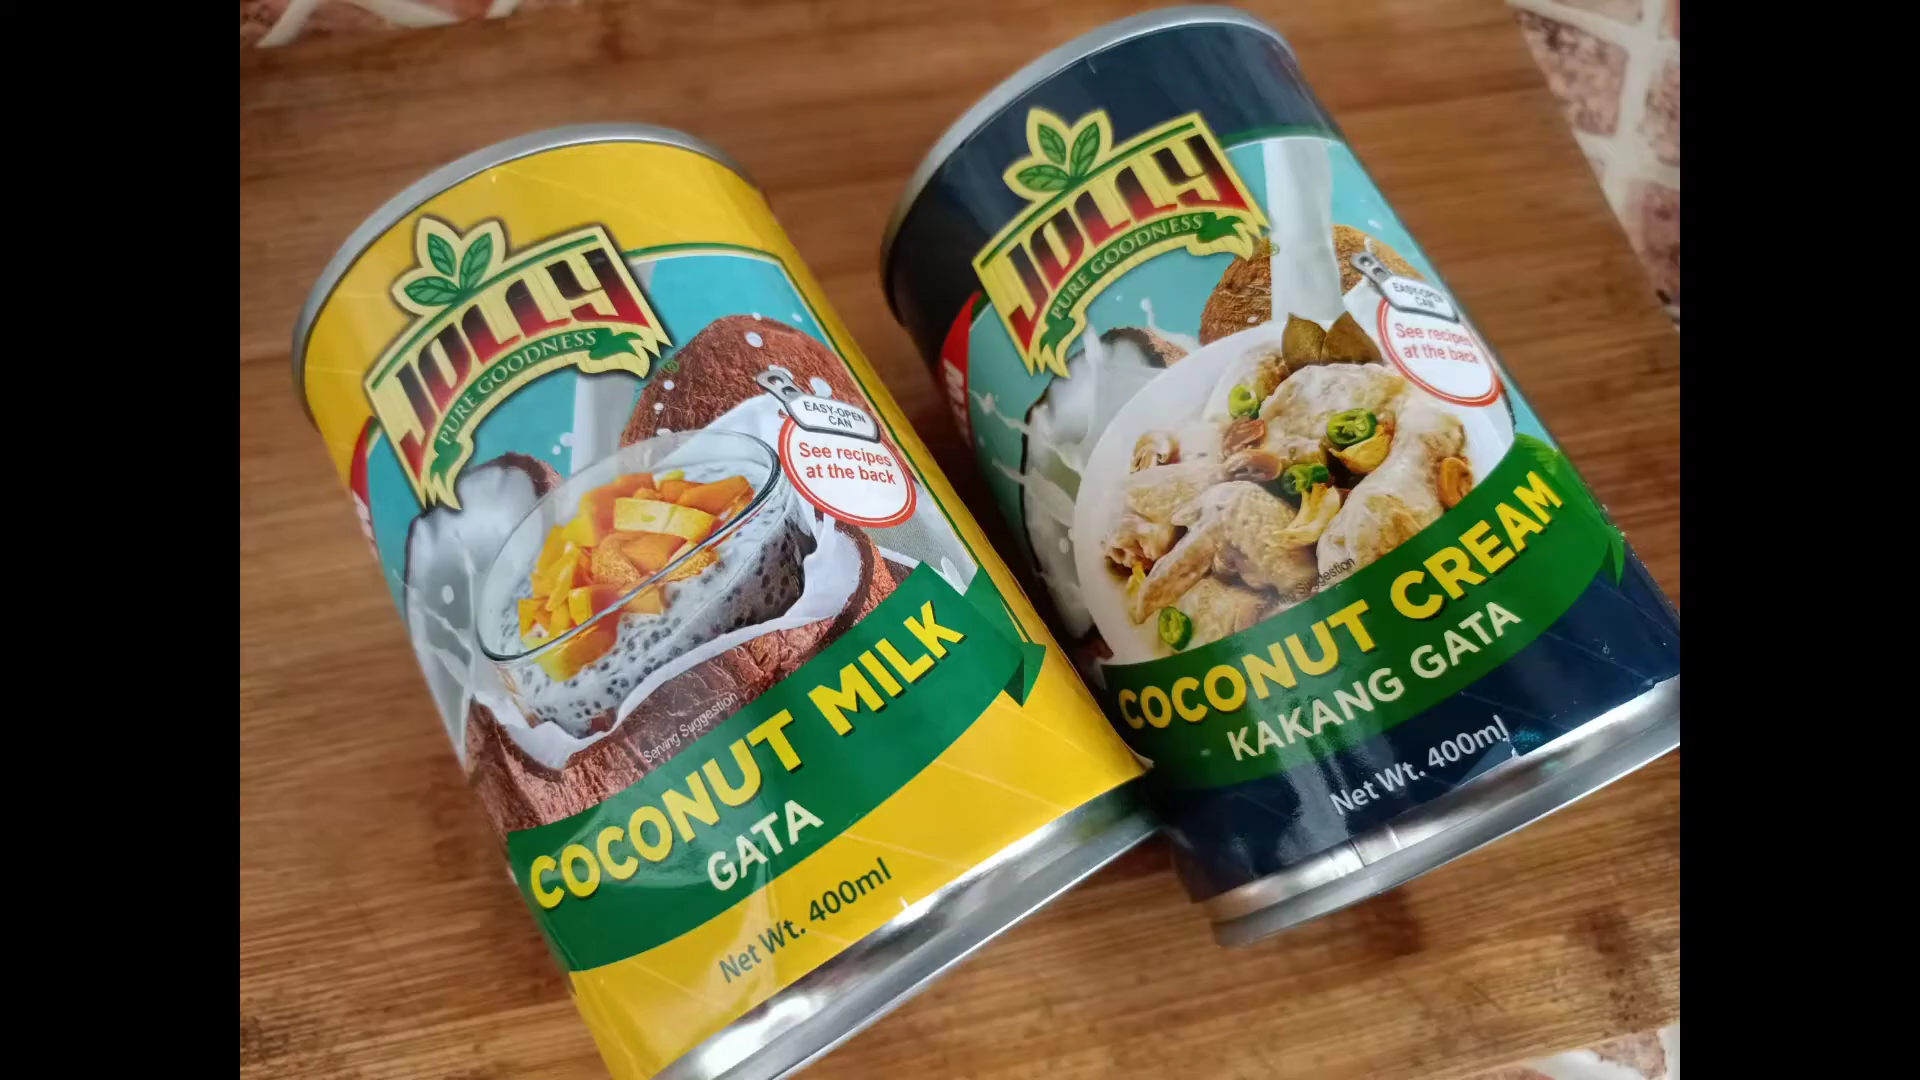 JOLLY
PURE GOODNESS
EASY-OPEN
CAN
See recipes
at the back
Serving Suggestion
COCONUT MILK
GATA
Net Wt. 400ml
JOLLY
PURE GOODNESS
EASY-OPEN
CAN
See recipes
at the back
Suggestion
COCONUT CREAM
KAKANG GATA
Net Wt. 400ml